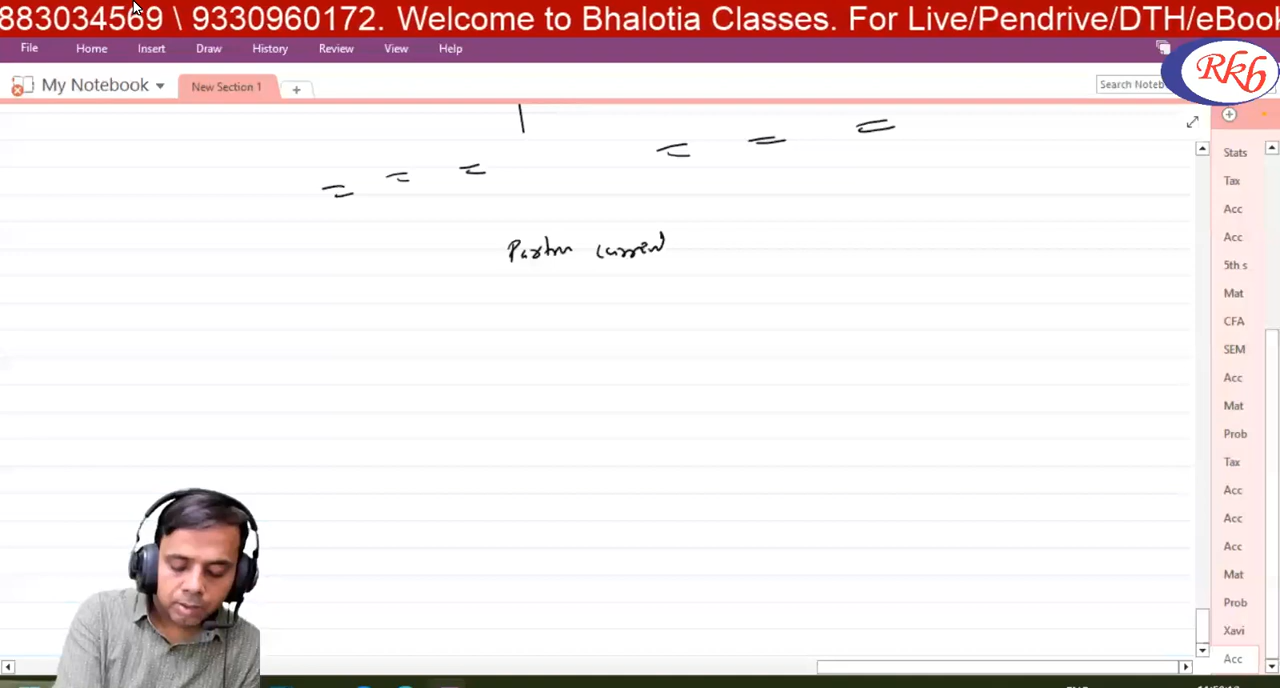 883034569 \ 9330960172. Welcome to Bhalotia Classes. For Live/Pendrive/DTH/eBook
File Home Insert Draw History Review View Help
Rkb
My Notebook New Section 1 Search Noteb
Stats
Tax
Acc
Acc
5th s
Mat
CFA
SEM
Acc
Mat
Prob
Tax
Acc
Acc
Acc
Mat
Prob
Xavi
Acc
current